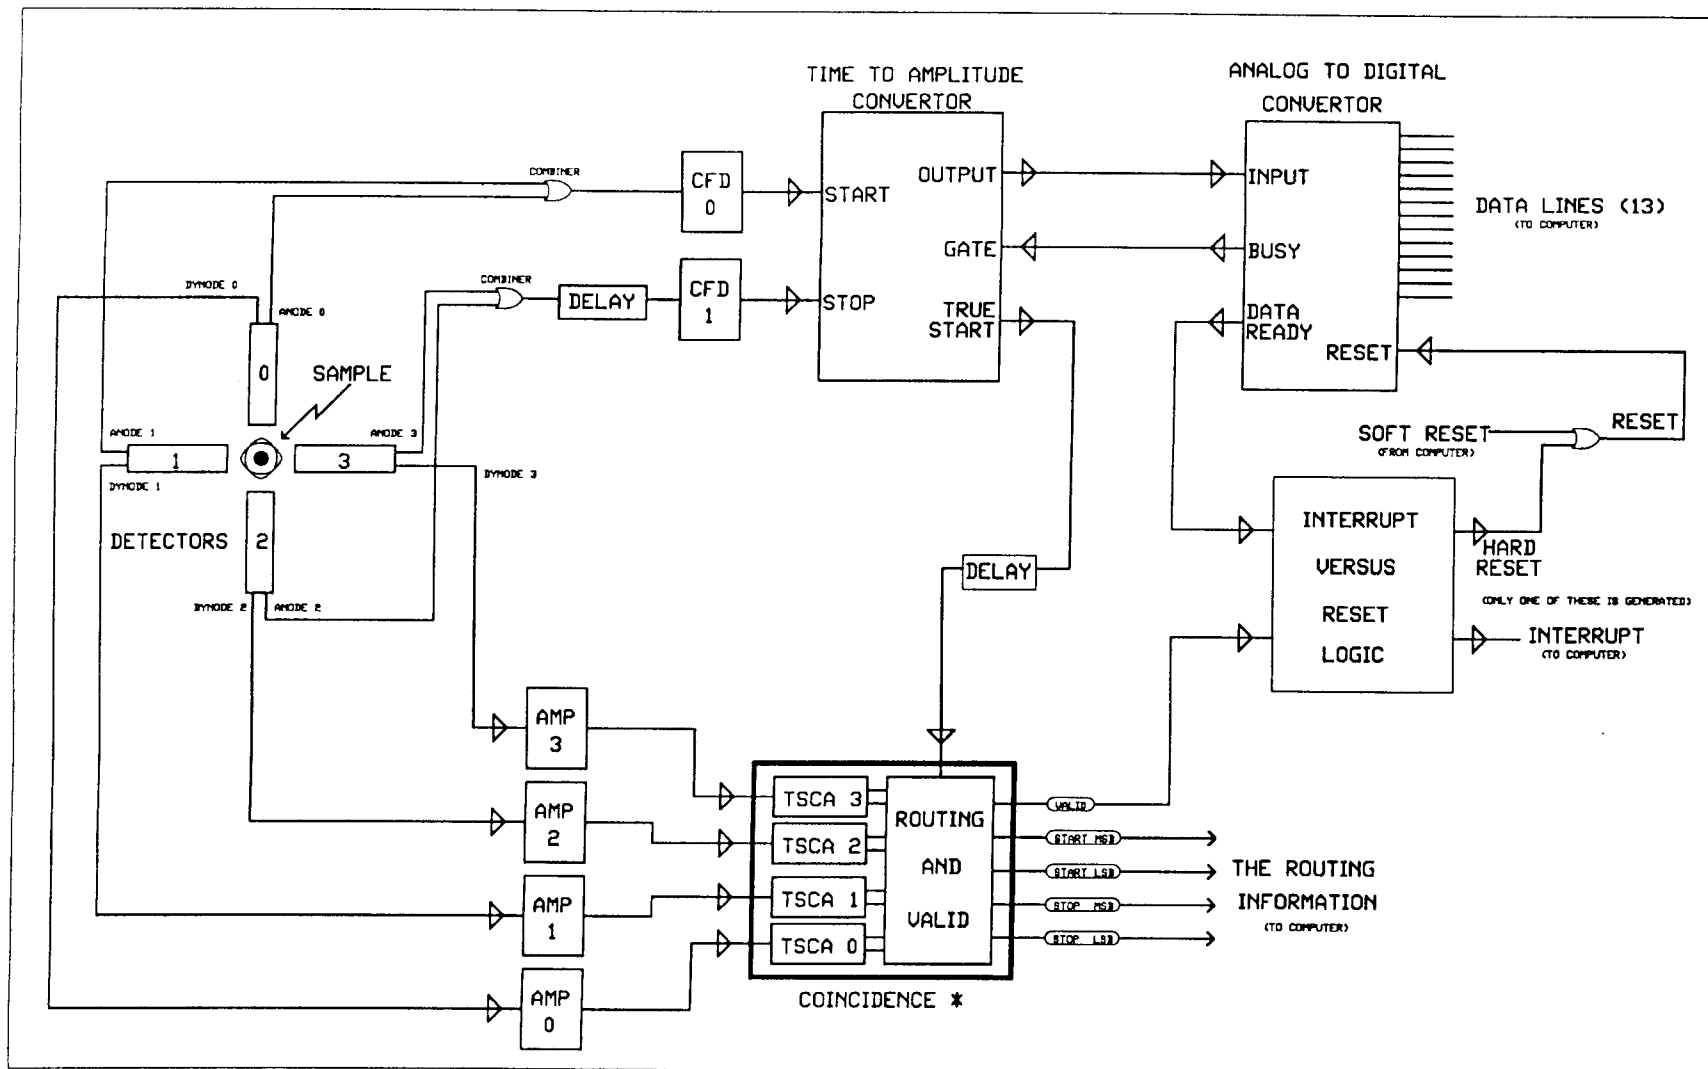 TIME TO AMPLITUDE
CONVERTOR
ANALOG TO DIGITAL
CONVERTOR
COMBINER
CFD
0
START
OUTPUT
INPUT
DATA LINES (13)
(TO COMPUTER)
GATE
BUSY
DYNODE 0
ANODE 0
COMBINER
DELAY
CFD
1
STOP
TRUE
START
DATA
READY
RESET
0
SAMPLE
ANODE 1
1
DYNODE 1
ANODE 3
3
DYNODE 3
SOFT RESET
(FROM COMPUTER)
RESET
DETECTORS
2
DYNODE 2
ANODE 2
DELAY
INTERRUPT
VERSUS
RESET
LOGIC
HARD
RESET
(ONLY ONE OF THESE IS GENERATED)
INTERRUPT
(TO COMPUTER)
AMP
3
AMP
2
AMP
1
AMP
0
TSCA 3
TSCA 2
TSCA 1
TSCA 0
ROUTING
AND
VALID
VALID
START MSB
START LSB
STOP MSB
STOP LSB
THE ROUTING
INFORMATION
(TO COMPUTER)
COINCIDENCE *